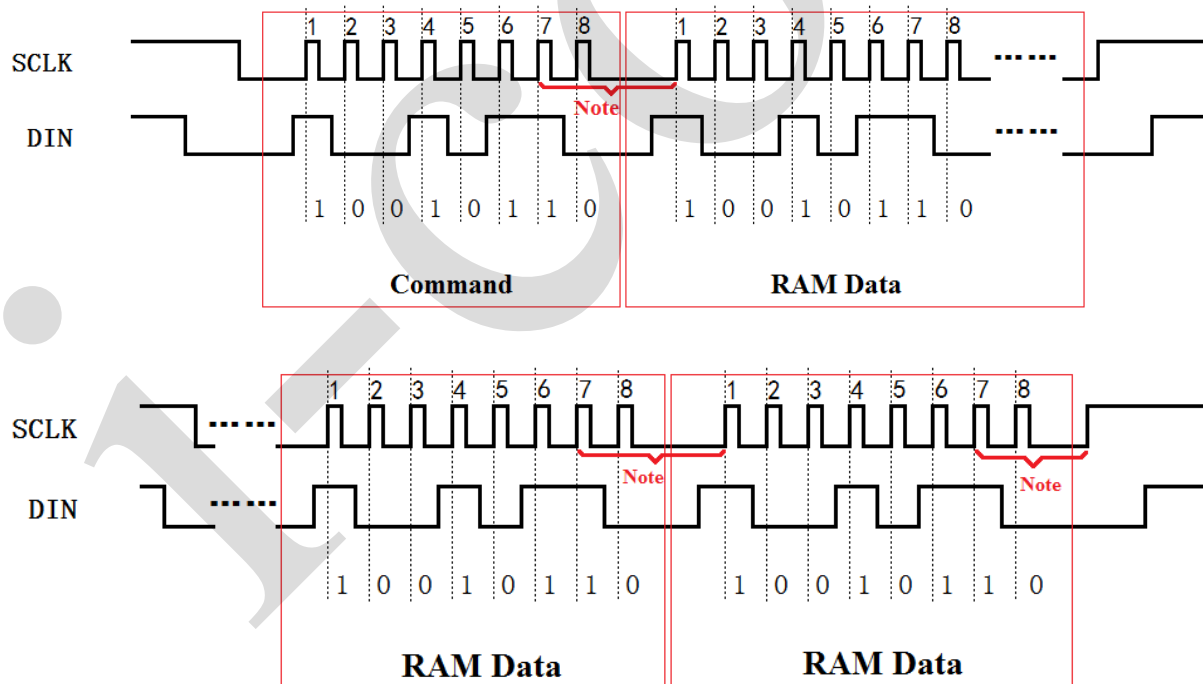 1 2 3 4 5 6 7 8 1 2 3 4 5 6 7 8
SCLK ……
Note
DIN ……
1 0 0 1 0 1 1 0 1 0 0 1 0 1 1 0
Command RAM Data
1 2 3 4 5 6 7 8 1 2 3 4 5 6 7 8
SCLK ……
Note Note
DIN ……
1 0 0 1 0 1 1 0 1 0 0 1 0 1 1 0
RAM Data RAM Data